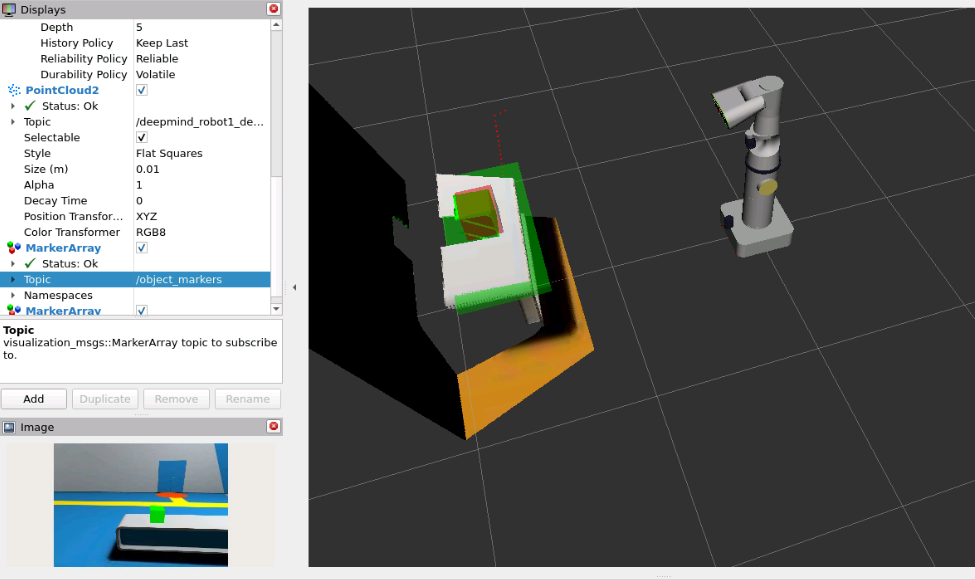 Displays
Depth 5
History Policy Keep Last
Reliability Policy Reliable
Durability Policy Volatile
PointCloud2
Status: Ok
Topic /deepmind_robot1_de...
Selectable
Style Flat Squares
Size (m) 0.01
Alpha 1
Decay Time 0
Position Transfor... XYZ
Color Transformer RGB8
MarkerArray
Status: Ok
Topic /object_markers
Namespaces
MarkerArray
Topic
visualization_msgs::MarkerArray topic to subscribe
to.
Add Duplicate Remove Rename
Image